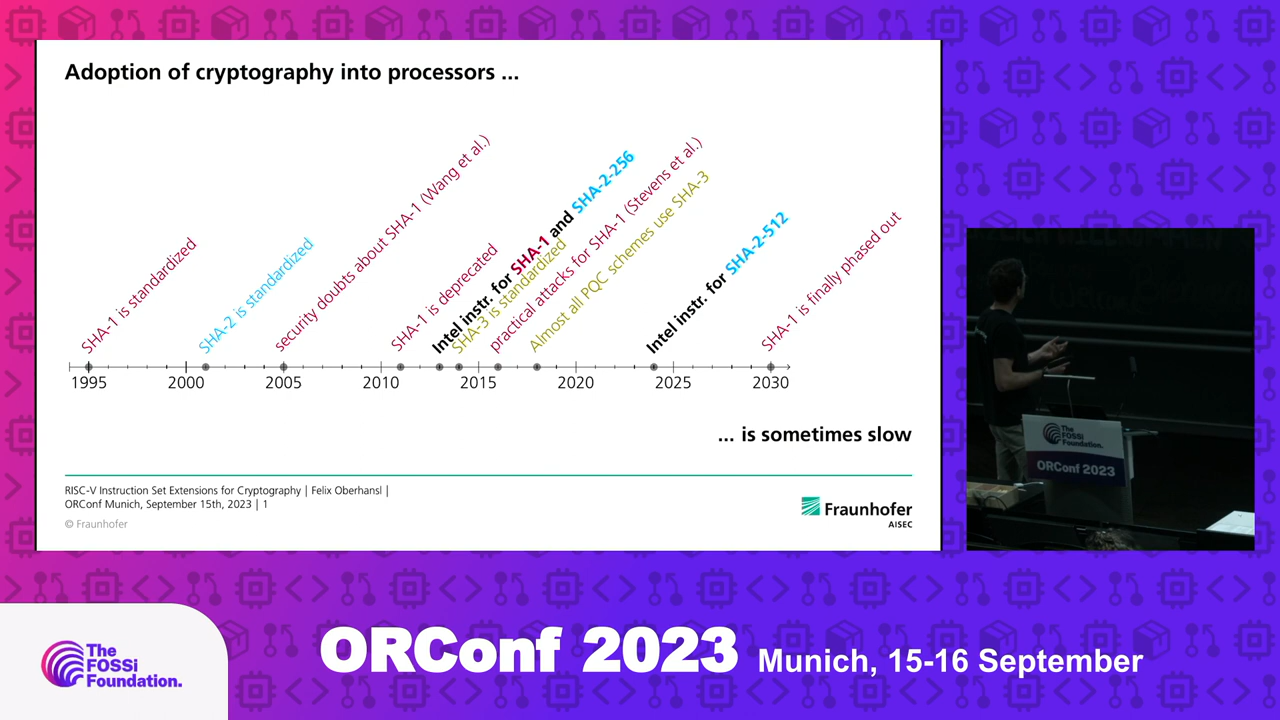 Adoption of cryptography into processors ...
SHA-1 is standardized
SHA-2 is standardized
security doubts about SHA-1 (Wang et al.)
SHA-1 is deprecated
Intel instr. for SHA-1 and SHA-2-256
SHA-3 is standardized
practical attacks for SHA-1 (Stevens et al.)
Almost all PQC schemes use SHA-3
Intel instr. for SHA-2-512
SHA-1 is finally phased out
1995 2000 2005 2010 2015 2020 2025 2030
... is sometimes slow
RISC-V Instruction Set Extensions for Cryptography | Felix Oberhansl |
ORConf Munich, September 15th, 2023 | 1
© Fraunhofer
Fraunhofer
AISEC
The
FOSSi
Foundation.
ORConf 2023
The
FOSSi
Foundation.
ORConf 2023 Munich, 15-16 September